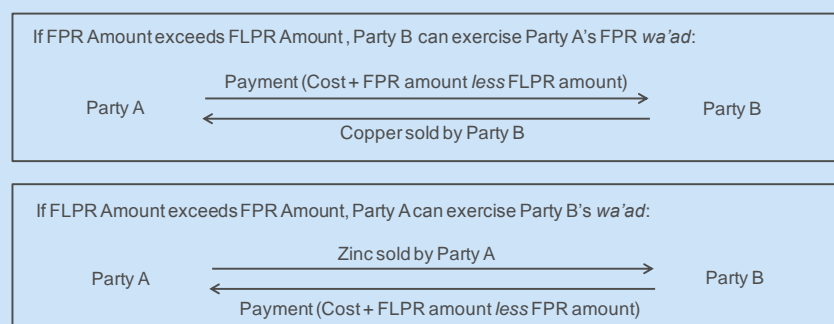 If FPR Amount exceeds FLPR Amount, Party B can exercise Party A's FPR wa'ad:
Payment (Cost + FPR amount less FLPR amount)
Party A
Party B
Copper sold by Party B
If FLPR Amount exceeds FPR Amount, Party A can exercise Party B's wa'ad:
Zinc sold by Party A
Party A
Party B
Payment (Cost + FLPR amount less FPR amount)